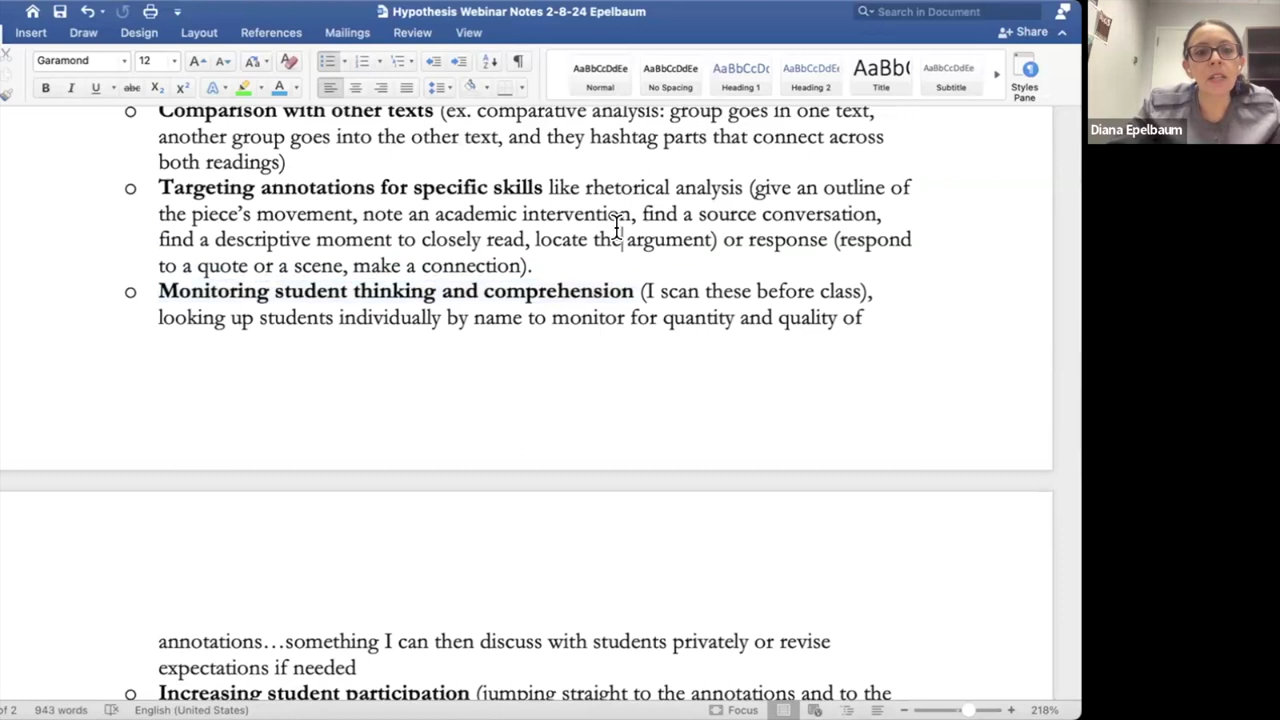 Hypothesis Webinar Notes 2-8-24 Epelbaum
Search in Document
Insert Draw Design Layout References Mailings Review View
Share
Garamond 12
AaBbCcDdEe AaBbCcDdEe AaBbCcDc AaBbCcDdEe AaBb( AaBbCcDdEe
Normal No Spacing Heading 1 Heading 2 Title Subtitle
Styles
Pane
Diana Epelbaum
Comparison with other texts (ex. comparative analysis: group goes in one text,
another group goes into the other text, and they hashtag parts that connect across
both readings)
Targeting annotations for specific skills like rhetorical analysis (give an outline of
the piece's movement, note an academic intervention, find a source conversation,
find a descriptive moment to closely read, locate the argument) or response (respond
to a quote or a scene, make a connection).
Monitoring student thinking and comprehension (I scan these before class),
looking up students individually by name to monitor for quantity and quality of
annotations…something I can then discuss with students privately or revise
expectations if needed
Increasing student participation (jumping straight to the annotations and to the
of 2 943 words English (United States) Focus 218%